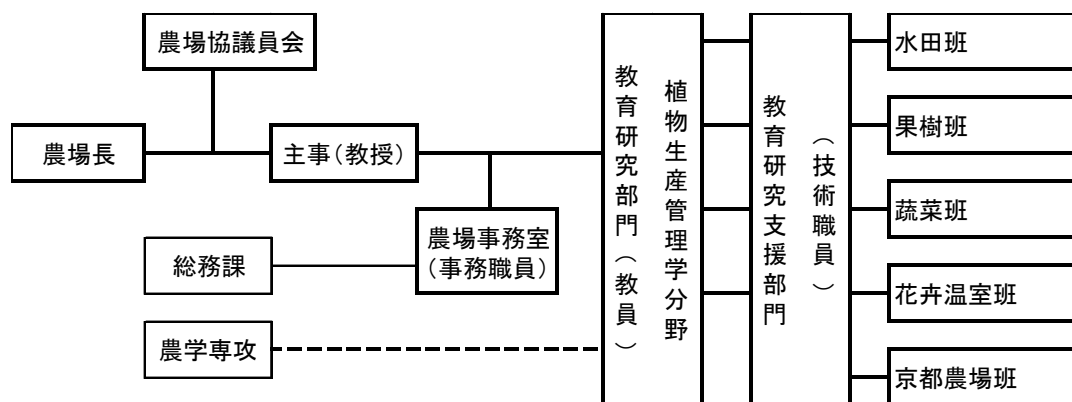 農場協議員会
農場長
主事（教授）
農場事務室
（事務職員）
総務課
農学専攻
植物生産管理学分野
教育研究部門（教員）
（技術職員）
教育研究支援部門
水田班
果樹班
蔬菜班
花卉温室班
京都農場班